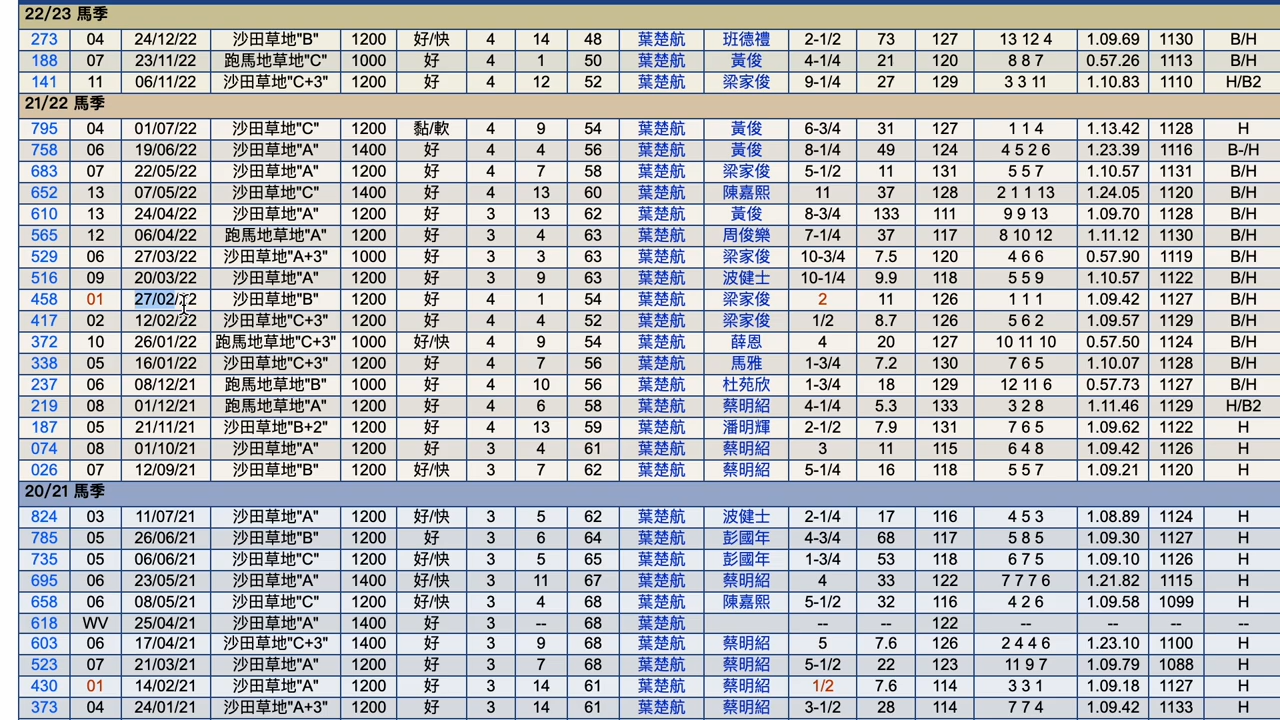 22/23 馬季
273 04 24/12/22 沙田草地"B" 1200 好/快 4 14 48 葉楚航 班德禮 2-1/2 73 127 13 12 4 1.09.69 1130 B/H
188 07 23/11/22 跑馬地草地"C" 1000 好 4 1 50 葉楚航 黃俊 4-1/4 21 120 8 8 7 0.57.26 1113 B/H
141 11 06/11/22 沙田草地"C+3" 1200 好 4 12 52 葉楚航 梁家俊 9-1/4 27 129 3 3 11 1.10.83 1110 H/B2
21/22 馬季
795 04 01/07/22 沙田草地"C" 1200 黏/軟 4 9 54 葉楚航 黃俊 6-3/4 31 127 1 1 4 1.13.42 1128 H
758 06 19/06/22 沙田草地"A" 1400 好 4 4 56 葉楚航 黃俊 8-1/4 49 124 4 5 2 6 1.23.39 1116 B-/H
683 07 22/05/22 沙田草地"A" 1200 好 4 7 58 葉楚航 梁家俊 5-1/2 11 131 5 5 7 1.10.57 1131 B/H
652 13 07/05/22 沙田草地"C" 1400 好 4 13 60 葉楚航 陳嘉熙 11 37 128 2 1 1 13 1.24.05 1120 B/H
610 13 24/04/22 沙田草地"A" 1200 好 3 13 62 葉楚航 黃俊 8-3/4 133 111 9 9 13 1.09.70 1128 B/H
565 12 06/04/22 跑馬地草地"A" 1200 好 3 4 63 葉楚航 周俊樂 7-1/4 37 117 8 10 12 1.11.12 1130 B/H
529 06 27/03/22 沙田草地"A+3" 1000 好 3 3 63 葉楚航 梁家俊 10-3/4 7.5 120 4 6 6 0.57.90 1119 B/H
516 09 20/03/22 沙田草地"A" 1200 好 3 9 63 葉楚航 波健士 10-1/4 9.9 118 5 5 9 1.10.57 1122 B/H
458 01 27/02/22 沙田草地"B" 1200 好 4 1 54 葉楚航 梁家俊 2 11 126 1 1 1 1.09.42 1127 B/H
417 02 12/02/22 沙田草地"C+3" 1200 好 4 4 52 葉楚航 梁家俊 1/2 8.7 126 5 6 2 1.09.57 1129 B/H
372 10 26/01/22 跑馬地草地"C+3" 1000 好/快 4 9 54 葉楚航 薛恩 4 20 127 10 11 10 0.57.50 1124 B/H
338 05 16/01/22 沙田草地"C+3" 1200 好 4 7 56 葉楚航 馬雅 1-3/4 7.2 130 7 6 5 1.10.07 1128 B/H
237 06 08/12/21 跑馬地草地"B" 1000 好 4 10 56 葉楚航 杜苑欣 1-3/4 18 129 12 11 6 0.57.73 1127 B/H
219 08 01/12/21 跑馬地草地"A" 1200 好 4 6 58 葉楚航 蔡明紹 4-1/4 5.3 133 3 2 8 1.11.46 1129 H/B2
187 05 21/11/21 沙田草地"B+2" 1200 好 4 13 59 葉楚航 潘明輝 2-1/2 7.9 131 7 6 5 1.09.62 1122 H
074 08 01/10/21 沙田草地"A" 1200 好 3 4 61 葉楚航 蔡明紹 3 11 115 6 4 8 1.09.42 1126 H
026 07 12/09/21 沙田草地"B" 1200 好/快 3 7 62 葉楚航 蔡明紹 5-1/4 16 118 5 5 7 1.09.21 1120 H
20/21 馬季
824 03 11/07/21 沙田草地"A" 1200 好/快 3 5 62 葉楚航 波健士 2-1/4 17 116 4 5 3 1.09.89 1124 H
785 05 26/06/21 沙田草地"B" 1200 好 3 6 64 葉楚航 彭國年 4-3/4 68 117 5 8 5 1.09.30 1127 H
735 05 06/06/21 沙田草地"C" 1200 好/快 3 5 65 葉楚航 彭國年 1-3/4 53 118 6 7 5 1.09.10 1126 H
695 06 23/05/21 沙田草地"A" 1400 好/快 3 11 67 葉楚航 蔡明紹 4 33 122 7 7 7 6 1.21.82 1115 H
658 06 08/05/21 沙田草地"C" 1200 好/快 3 4 68 葉楚航 陳嘉熙 5-1/2 32 116 4 2 6 1.09.58 1099 H
618 WV 25/04/21 沙田草地"A" 1400 好 3 -- 68 葉楚航 -- -- 122 -- -- -- --
603 06 17/04/21 沙田草地"C+3" 1400 好 3 9 68 葉楚航 蔡明紹 5 7.6 126 2 4 4 6 1.23.10 1100 H
523 07 21/03/21 沙田草地"A" 1200 好 3 7 68 葉楚航 蔡明紹 5-1/2 22 123 11 9 7 1.09.79 1088 H
430 01 14/02/21 沙田草地"A" 1200 好 3 14 61 葉楚航 蔡明紹 1/2 7.6 114 3 3 1 1.09.18 1127 H
373 04 24/01/21 沙田草地"A+3" 1200 好 3 14 61 葉楚航 蔡明紹 3-1/2 28 114 7 7 4 1.09.42 1133 H